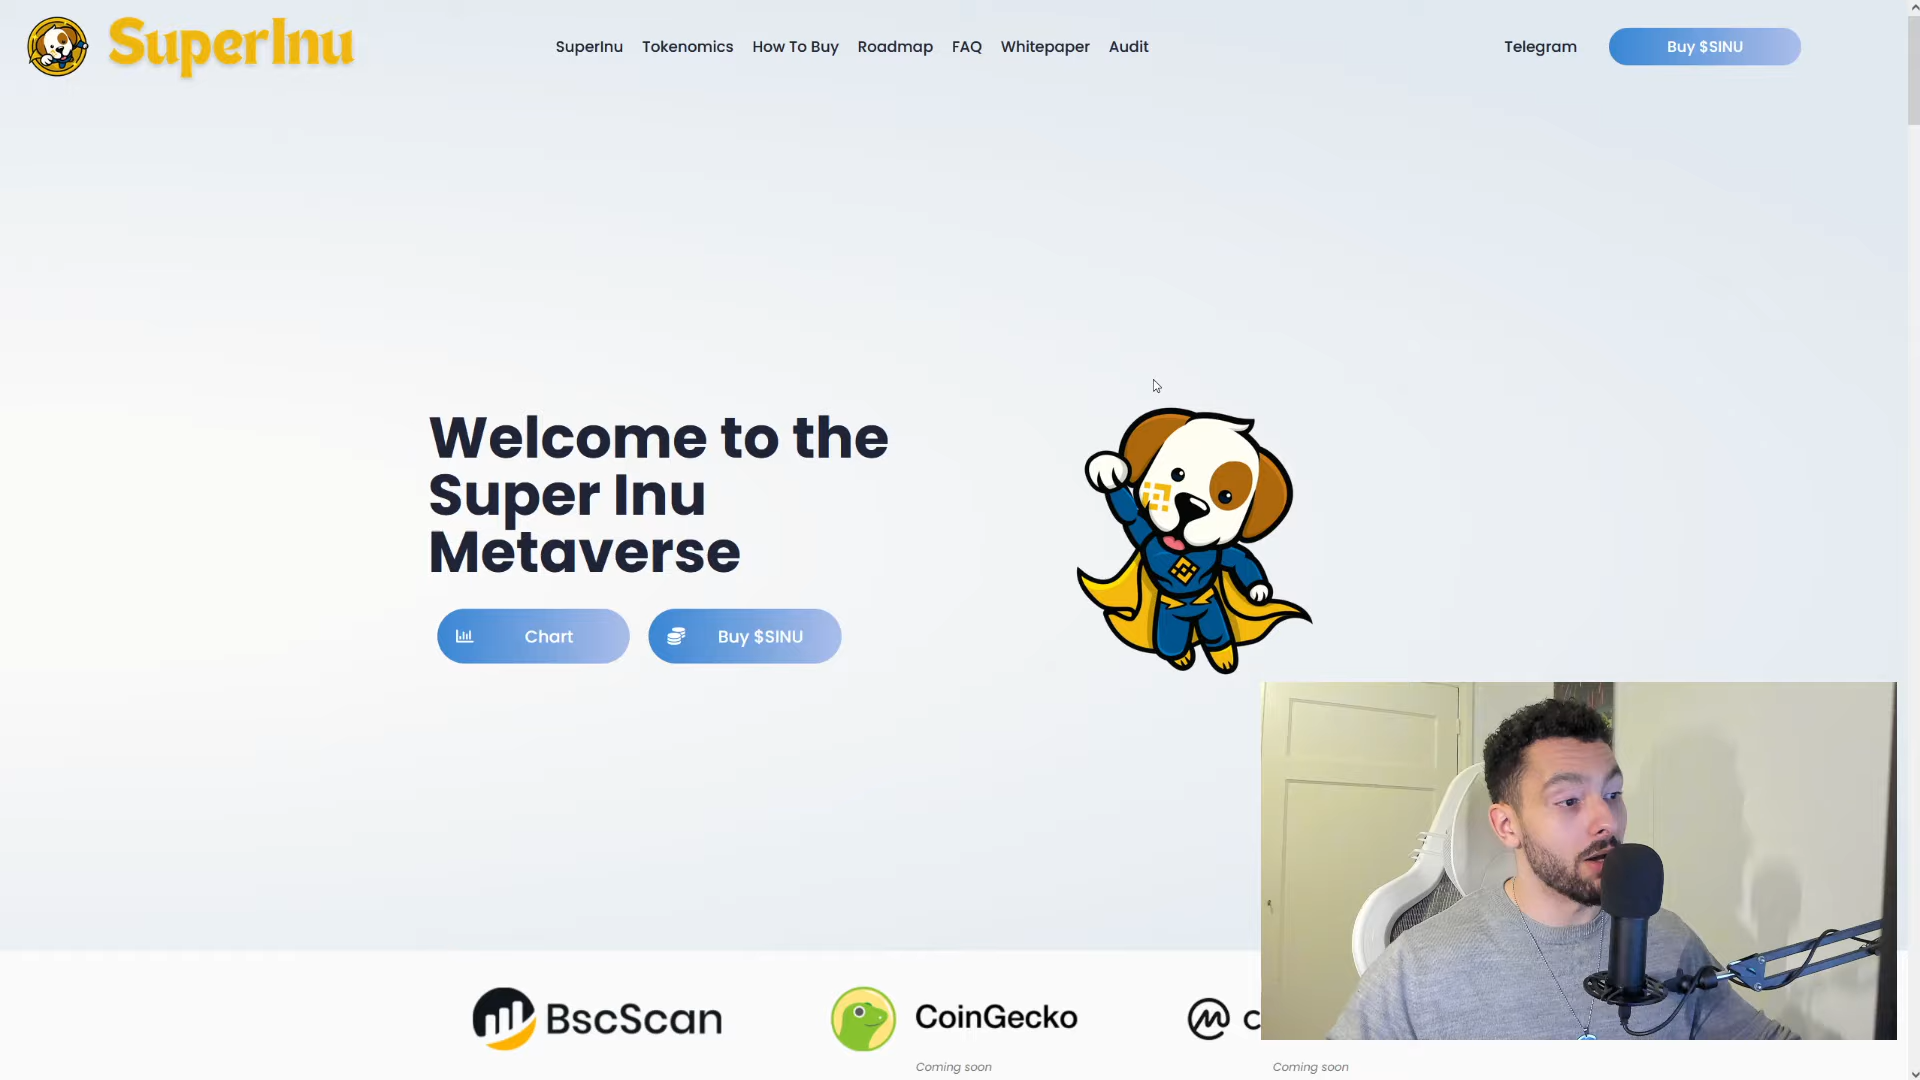 SuperInu
SuperInu Tokenomics How To Buy Roadmap FAQ Whitepaper Audit
Telegram
Buy $SINU
Welcome to the
Super Inu
Metaverse
Chart
Buy $SINU
BscScan
CoinGecko
Coming soon
Coming soon